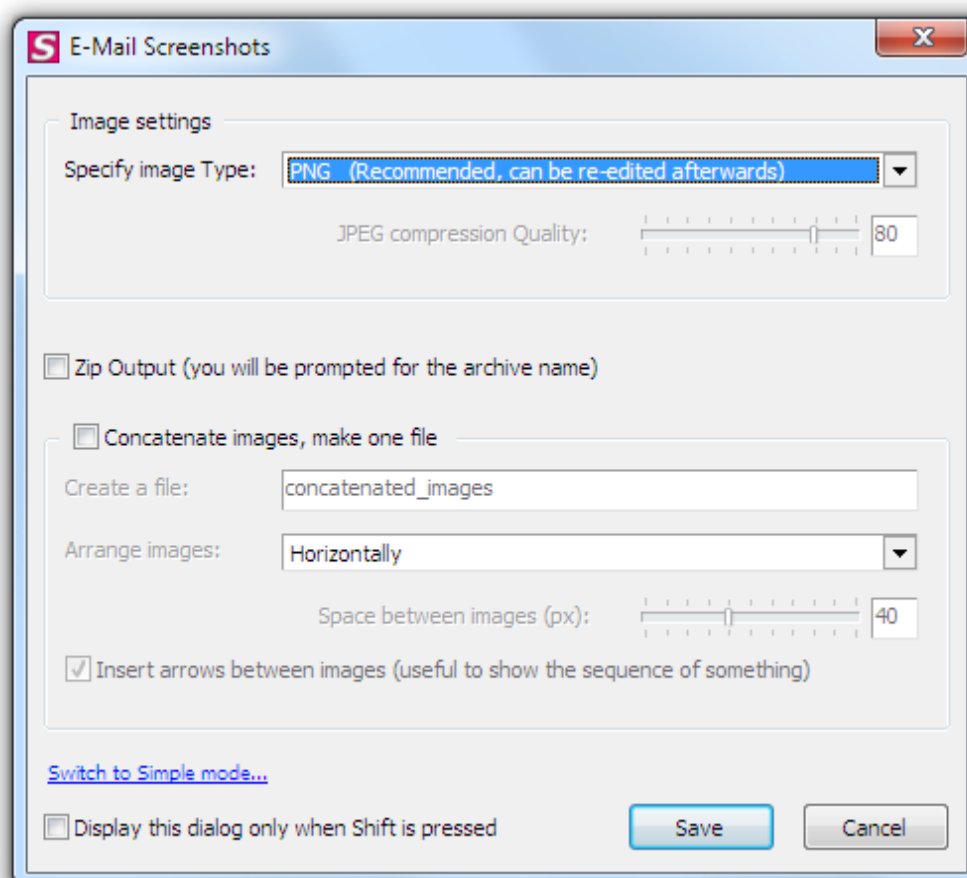 S E-Mail Screenshots
Image settings
Specify image Type: PNG (Recommended, can be re-edited afterwards)
JPEG compression Quality: 80
Zip Output (you will be prompted for the archive name)
Concatenate images, make one file
Create a file: concatenated_images
Arrange images: Horizontally
Space between images (px): 40
Insert arrows between images (useful to show the sequence of something)
Switch to Simple mode...
Display this dialog only when Shift is pressed Save Cancel